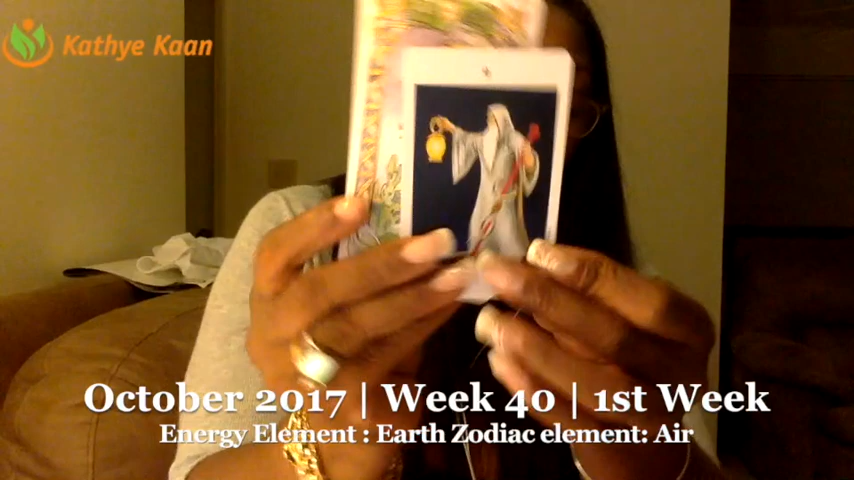 Kathye Kaan
October 2017 | Week 40 | 1st Week
Energy Element : Earth Zodiac element: Air